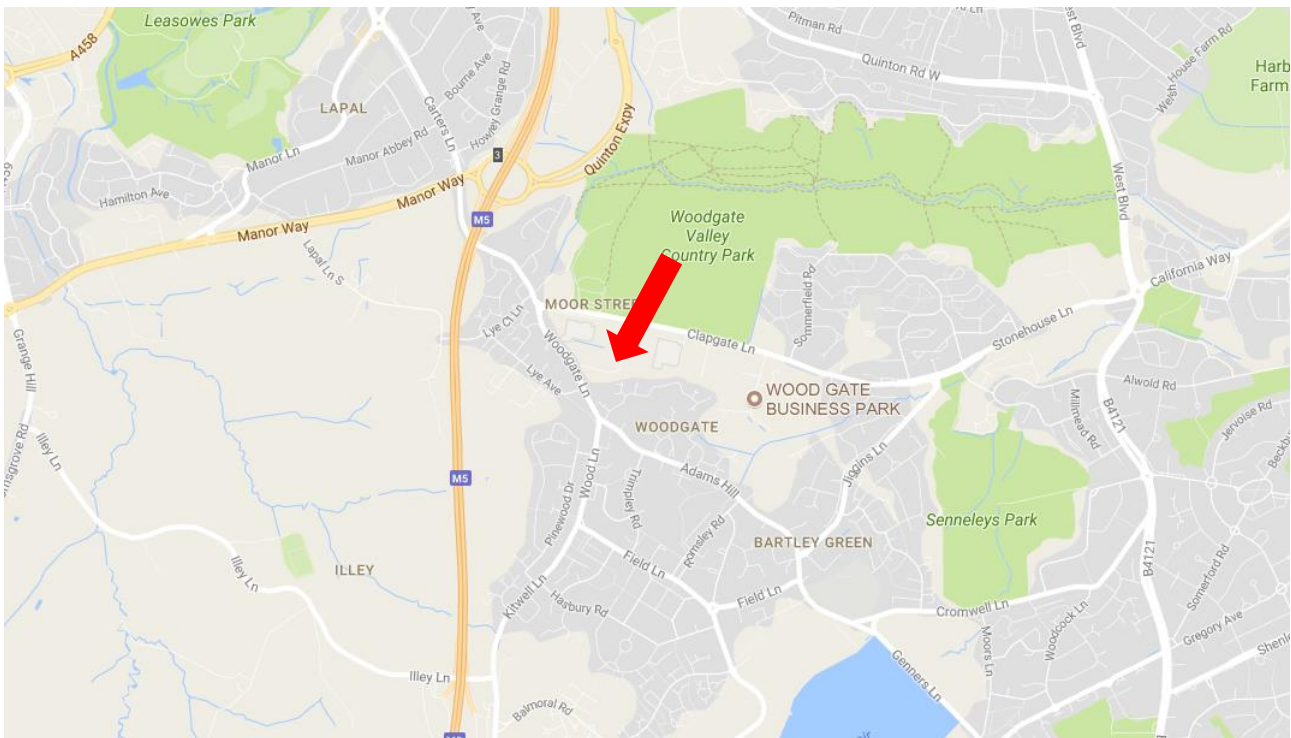 Leasowes Park
A458
Pitman Rd
West Blvd
Quinton Rd W
Welsh House Farm Rd
Harb
Farm
LAPAL
Bourne Ave
Howley Grange Rd
Carters Ln
Quinton Expy
Manor Ln
Manor Abbey Rd
3
Hamilton Ave
Manor Way
Manor Way
M5
Woodgate
Valley
Country Park
West Blvd
California Way
Lapal Ln S
MOOR STREE
Sommerfield Rd
Stonehouse Ln
Lye Cl Ln
Woodgate Ln
Clapgate Ln
Grange Hill
Lye Ave
WOOD GATE
BUSINESS PARK
Alwold Rd
Millmead Rd
B4121
Jervoise Rd
WOODGATE
Illey Ln
Wood Ln
Adams Hill
Jiggins Ln
M5
Trimpley Rd
Pinewood Dr
Romsley Rd
Senneleys Park
BARTLEY GREEN
B4121
Somerford Rd
ILLEY
Illey Ln
Field Ln
Field Ln
Kitwell Ln
Hasbury Rd
Cromwell Ln
Woodcock Ln
Gregory Ave
Moors Ln
Genners Ln
Illey Ln
Balmoral Rd